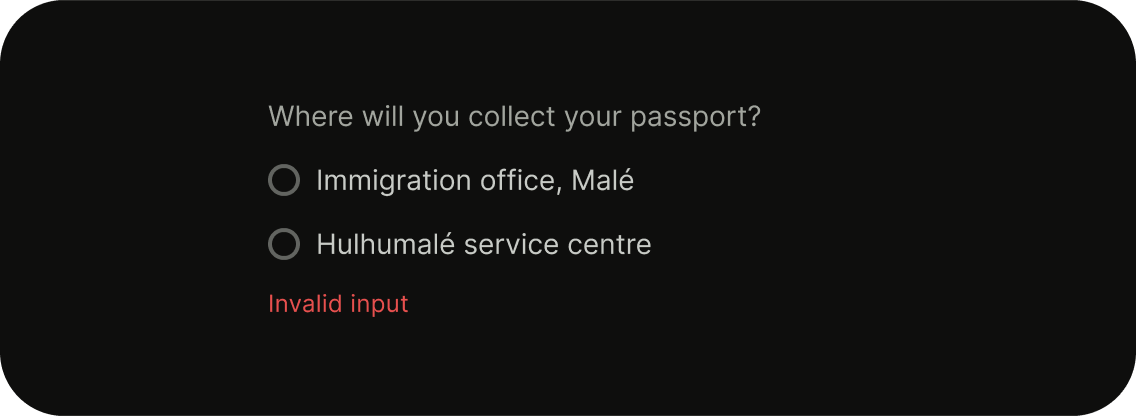 Where will you collect your passport?
Immigration office, Malé
Hulhumalé service centre
Invalid input